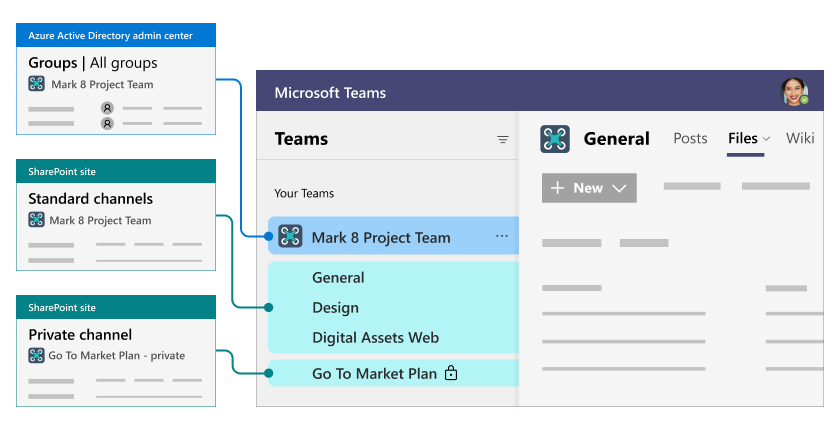 Azure Active Directory admin center
Groups | All groups
Mark 8 Project Team
SharePoint site
Standard channels
Mark 8 Project Team
SharePoint site
Private channel
Go To Market Plan - private
Microsoft Teams
Teams
Your Teams
Mark 8 Project Team ...
General
Design
Digital Assets Web
Go To Market Plan
General Posts Files Wiki
+ New